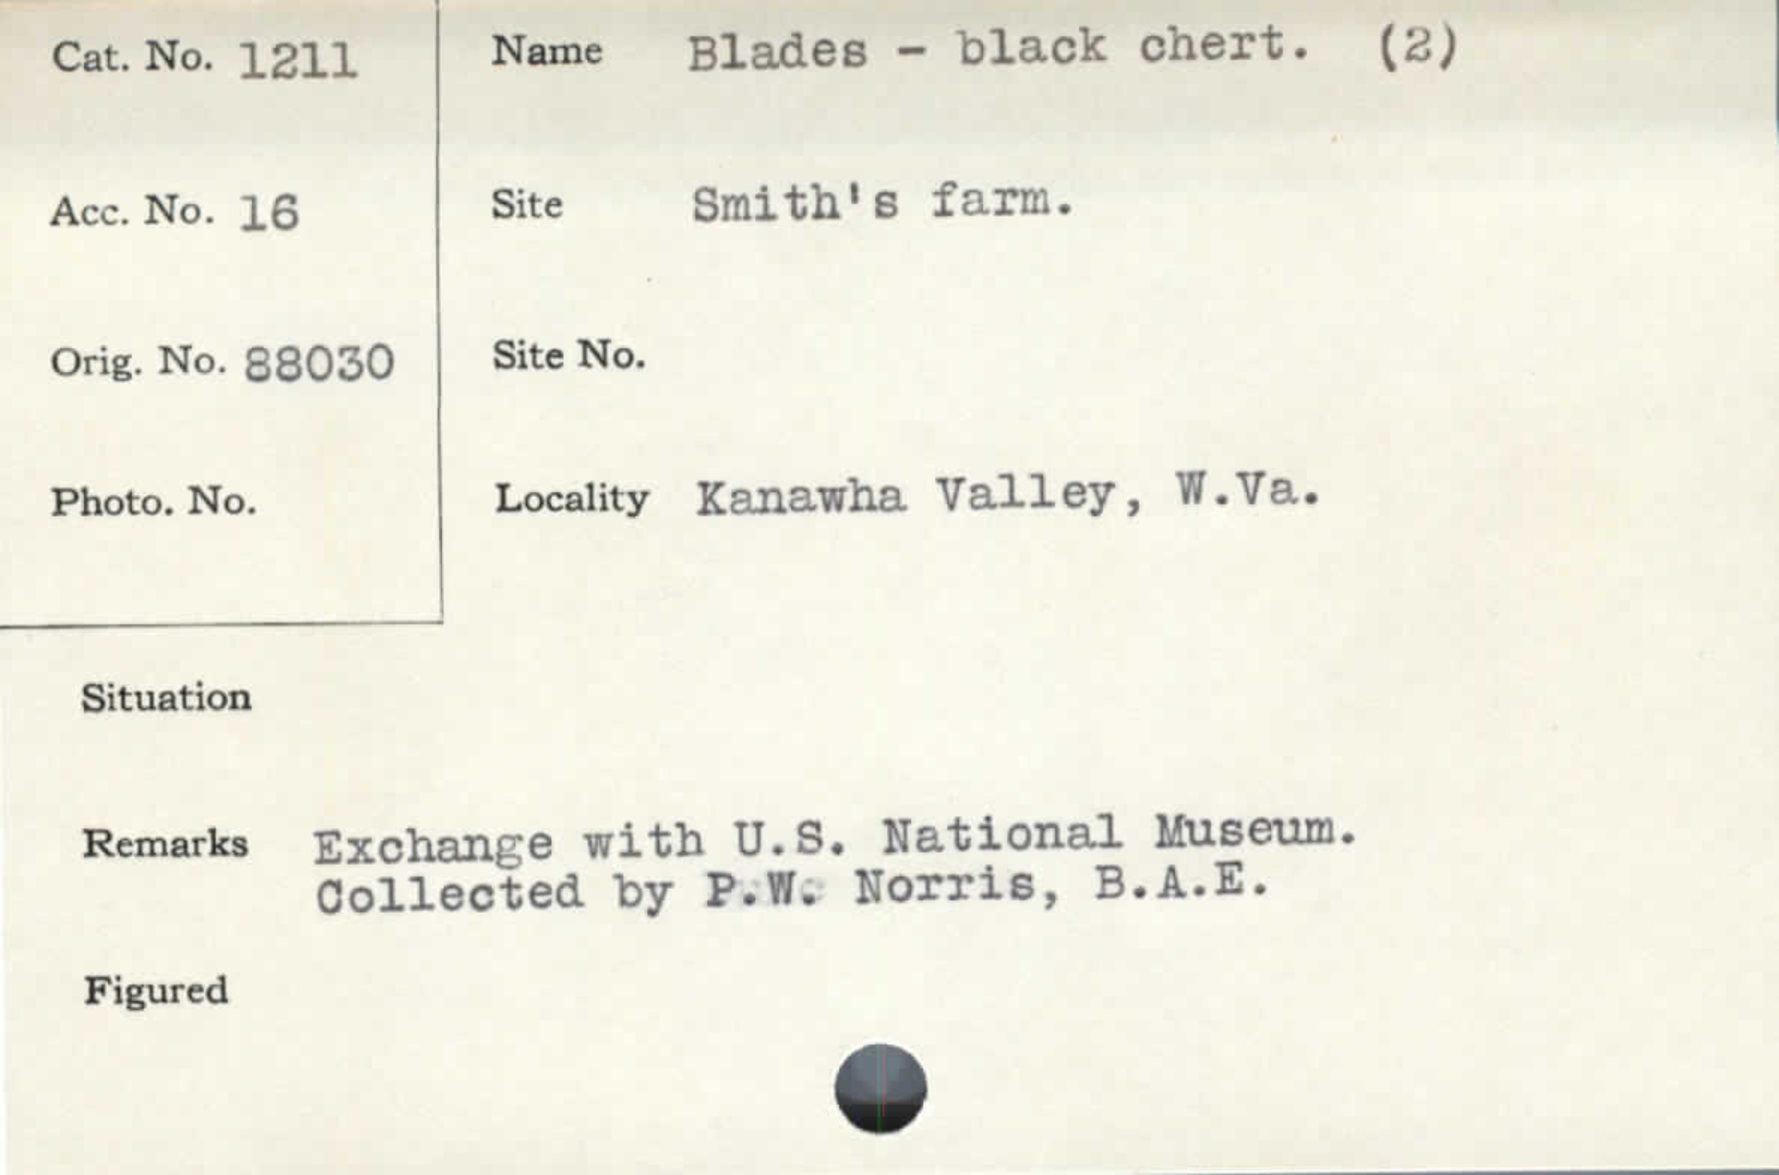 Cat. No. 1211
Name Blades - black chert. (2)
Acc. No. 16
Site Smith's farm.
Orig. No. 88030
Site No.
Photo. No.
Locality Kanawha Valley, W.Va.
Situation
Remarks Exchange with U.S. National Museum.
Collected by P.W. Norris, B.A.E.
Figured